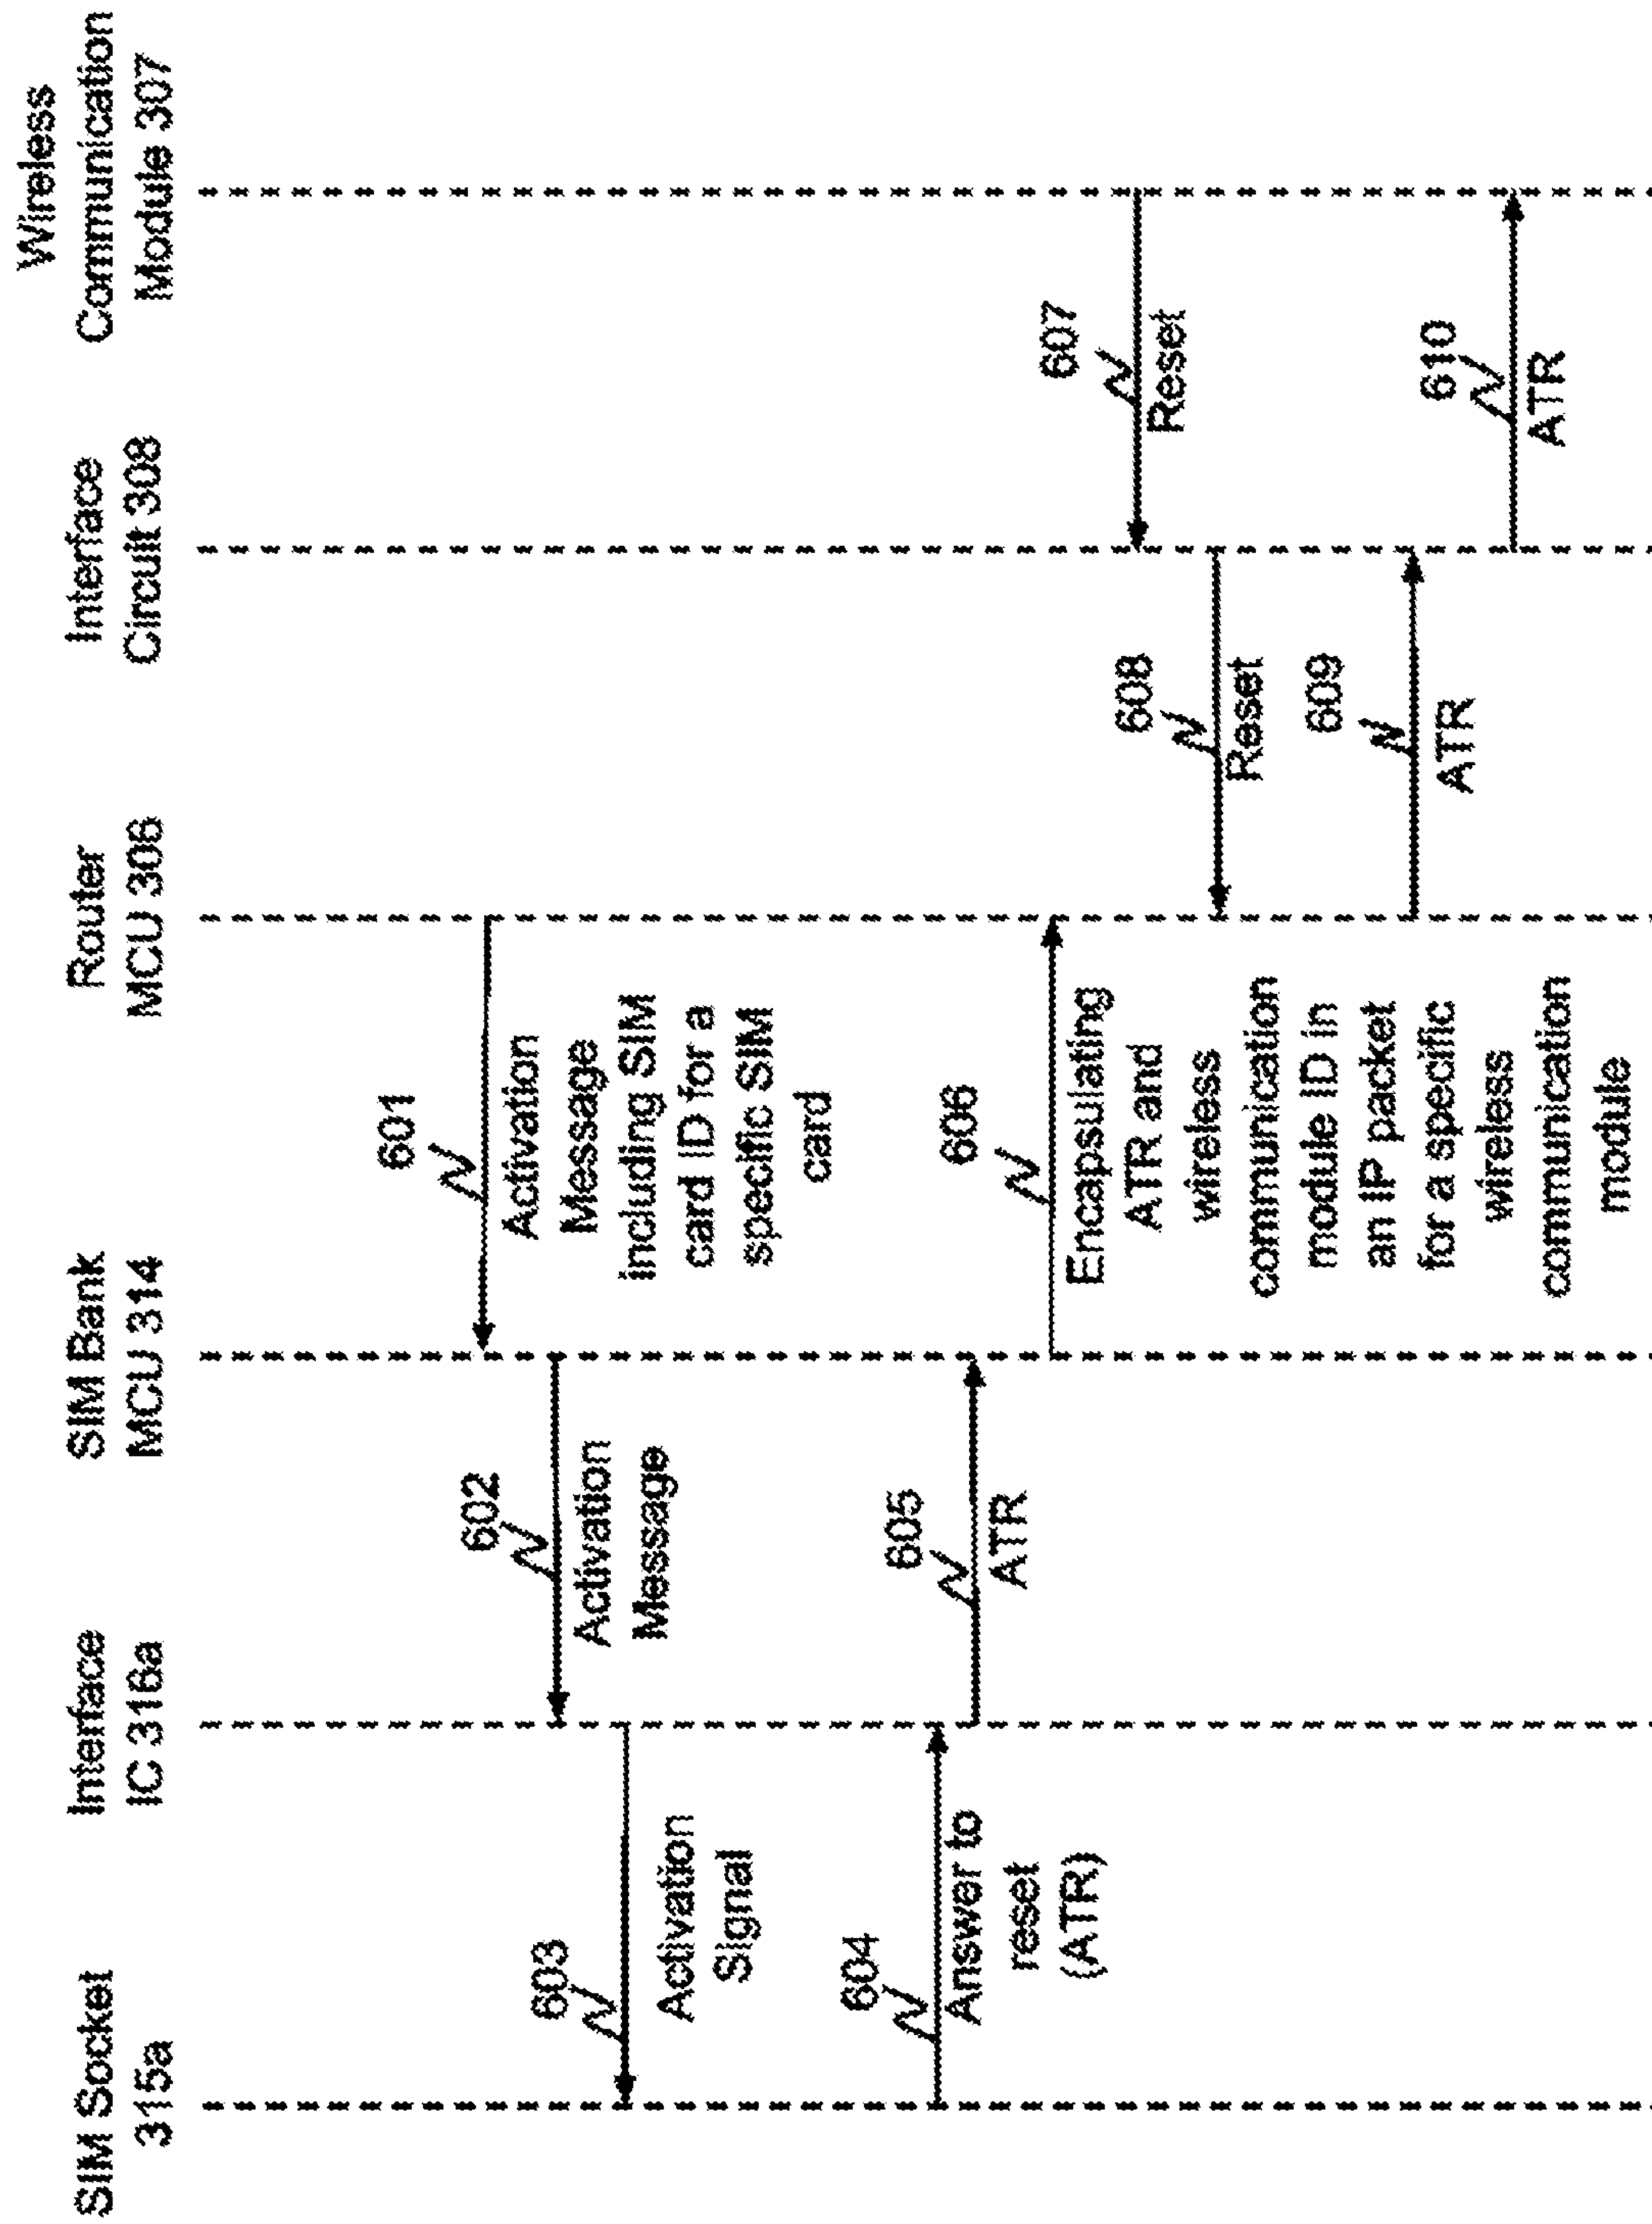 SIM Socket
315a
Interface
IC 316a
SIM Bank
MCU 314
Router
MCU 306
Interface
Circuit 308
Wireless
Communication
Module 307
601
Activation
Message
including SIM
card ID for a
specific SIM
card
602
Activation
Message
603
Activation
Signal
604
Answer to
reset
(ATR)
605
ATR
606
Encapsulating
ATR and
wireless
communication
module ID in
an IP packet
for a specific
wireless
communication
module
607
Reset
608
Reset
609
ATR
610
ATR